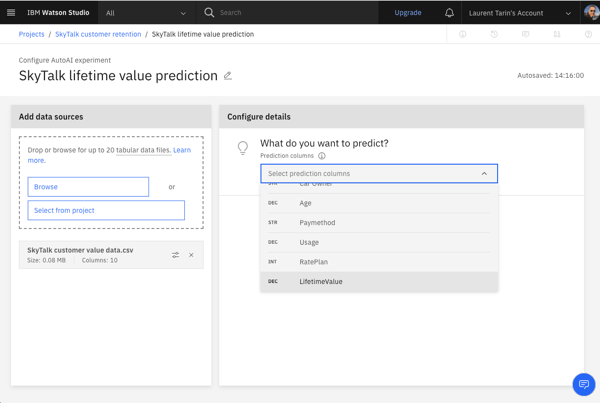 IBM Watson Studio
All
Search
Upgrade
Laurent Tarin's Account
Projects / SkyTalk customer retention / SkyTalk lifetime value prediction
Configure AutoAI experiment
SkyTalk lifetime value prediction
Autosaved: 14:16:00
Add data sources
Drop or browse for up to 20 tabular data files. Learn
more.
Browse
or
Select from project
SkyTalk customer value data.csv
Size: 0.08 MB Columns: 10
Configure details
What do you want to predict?
Prediction columns
Select prediction columns
STR Car Owner
DEC Age
STR Paymethod
DEC Usage
INT RatePlan
DEC LifetimeValue